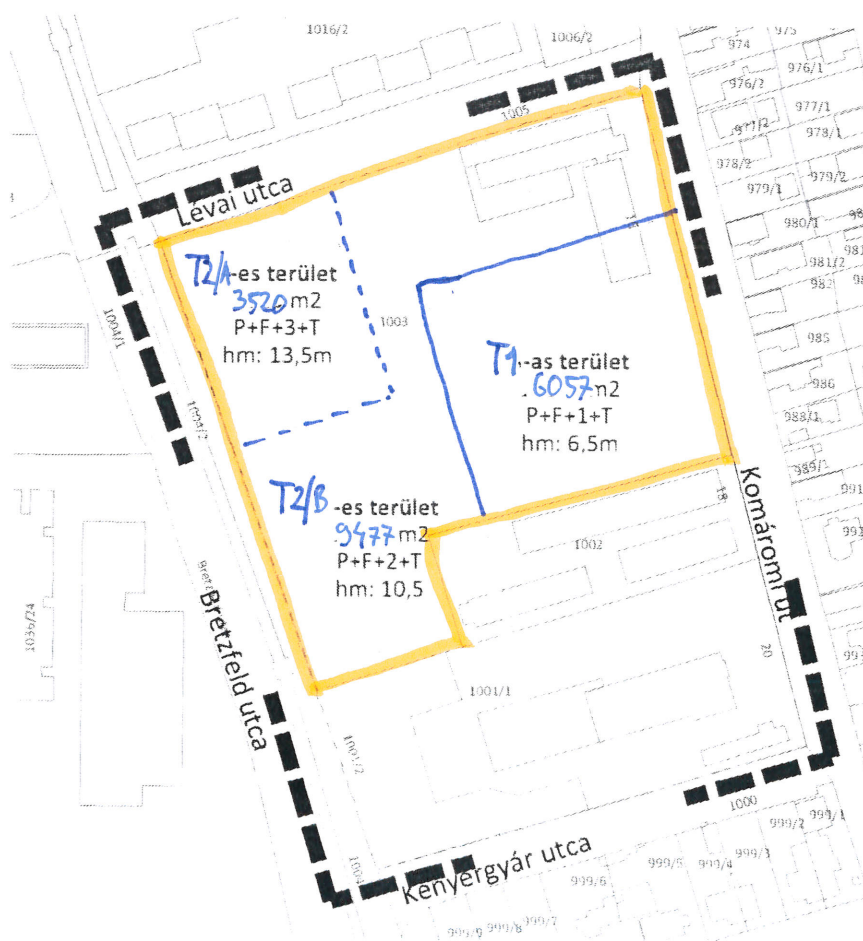 1016/2
1006/2
975
974
976/1
976/2
977/1
977/2
978/1
978/2
979/2
979/1
980/1
981/2
982
985
986
988/1
989/1
991
1005
Lévai utca
T2/A-es terület
3520 m2
P+F+3+T
hm: 13,5m
1003
T1-as terület
6057 m2
P+F+1+T
hm: 6,5m
1004/1
1004/2
T2/B-es terület
9477 m2
P+F+2+T
hm: 10,5
1002
18
Komáromi út
20
Bretzfeld utca
1036/24
1001/1
1001/2
1004
1000
Kenyérgyár utca
999/1
999/2
999/3
999/4
999/5
999/6
999/7
999/8
999/9